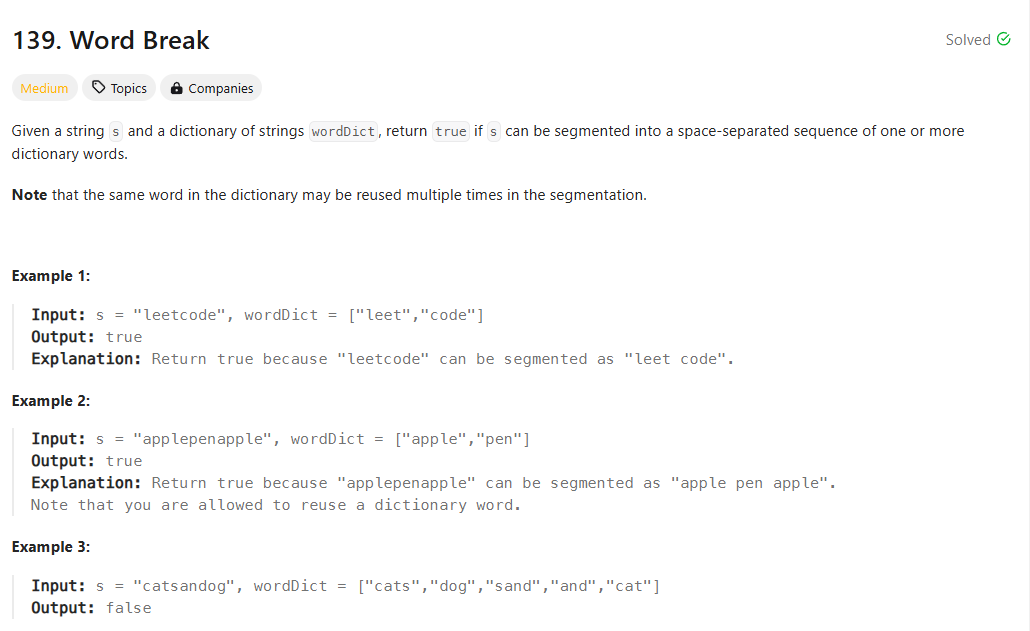 139. Word Break
Solved
Medium
Topics
Companies
Given a string s and a dictionary of strings wordDict, return true if s can be segmented into a space-separated sequence of one or more
dictionary words.
Note that the same word in the dictionary may be reused multiple times in the segmentation.
Example 1:
Input: s = "leetcode", wordDict = ["leet","code"]
Output: true
Explanation: Return true because "leetcode" can be segmented as "leet code".
Example 2:
Input: s = "applepenapple", wordDict = ["apple","pen"]
Output: true
Explanation: Return true because "applepenapple" can be segmented as "apple pen apple".
Note that you are allowed to reuse a dictionary word.
Example 3:
Input: s = "catsandog", wordDict = ["cats","dog","sand","and","cat"]
Output: false